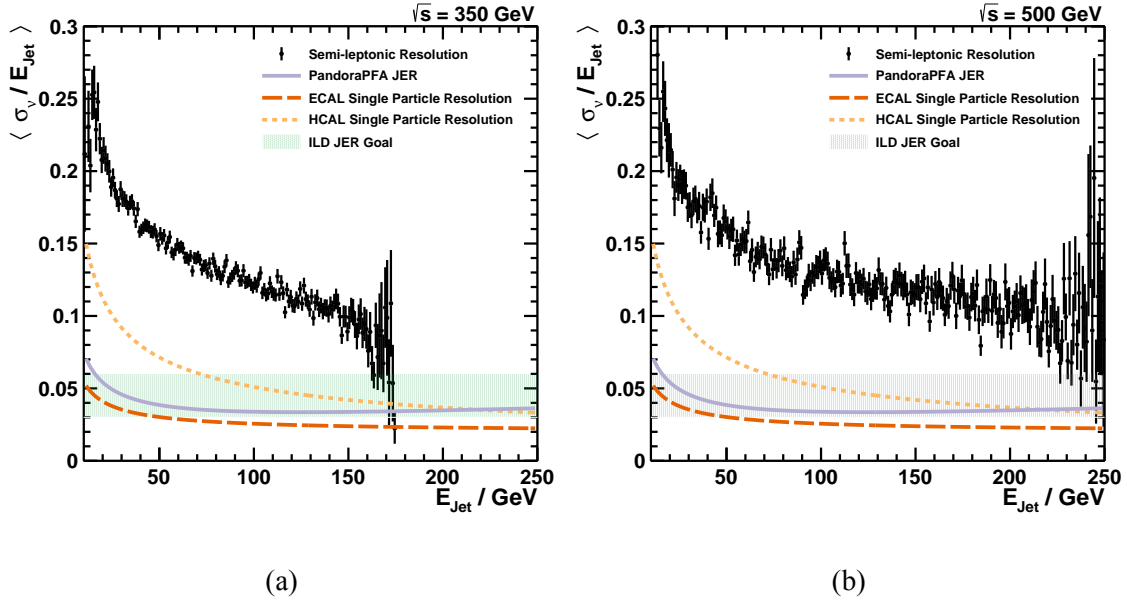 √s = 350 GeV
⟨ σ_ν / E_Jet ⟩
0.3
0.25
0.2
0.15
0.1
0.05
0
Semi-leptonic Resolution
PandoraPFA JER
ECAL Single Particle Resolution
HCAL Single Particle Resolution
ILD JER Goal
50 100 150 200 250
E_Jet / GeV
(a)
√s = 500 GeV
⟨ σ_ν / E_Jet ⟩
0.3
0.25
0.2
0.15
0.1
0.05
0
Semi-leptonic Resolution
PandoraPFA JER
ECAL Single Particle Resolution
HCAL Single Particle Resolution
ILD JER Goal
50 100 150 200 250
E_Jet / GeV
(b)